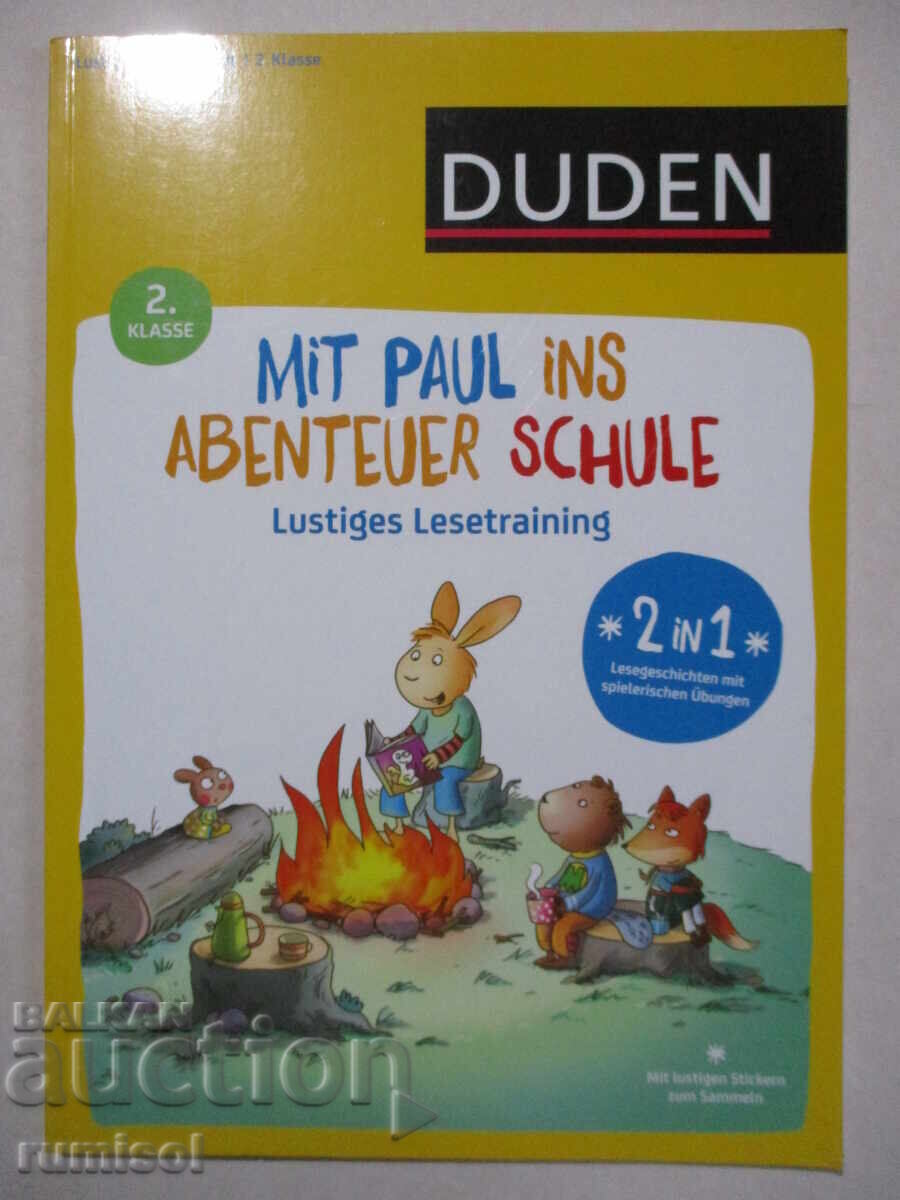 2. Klasse
DUDEN
2.
KLASSE
MIT PAUL INS
ABENTEUER SCHULE
Lustiges Lesetraining
* 2 IN 1 *
Lesegeschichten mit
spielerischen Übungen
Mit lustigen Stickern
zum Sammeln
BALKAN
auction
rumisol